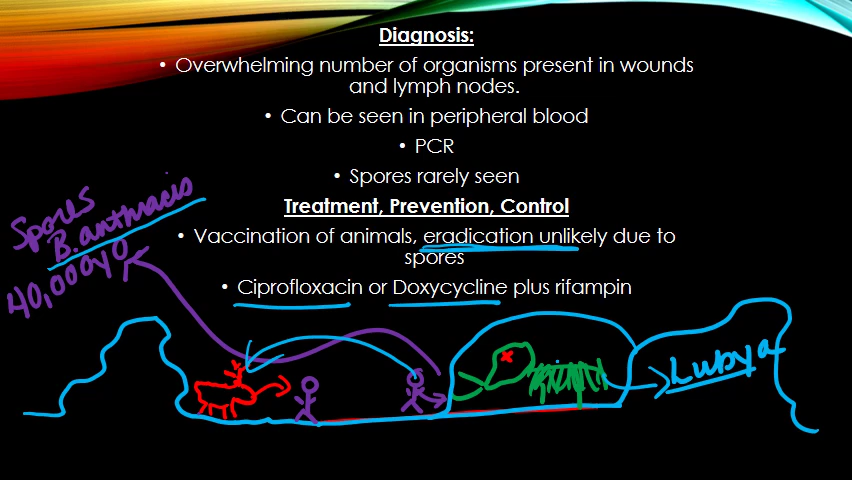 Diagnosis:
• Overwhelming number of organisms present in wounds
and lymph nodes.
• Can be seen in peripheral blood
• PCR
• Spores rarely seen
Treatment, Prevention, Control
• Vaccination of animals, eradication unlikely due to
spores
• Ciprofloxacin or Doxycycline plus rifampin
Spores
B. anthracis
40,000 yo
Lubya